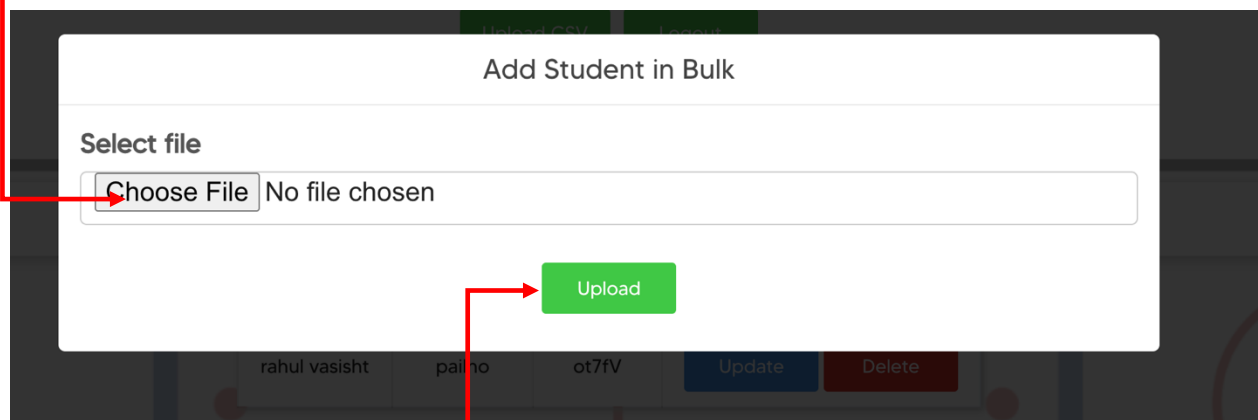 Upload CSV Logout
Add Student in Bulk
Select file
Choose File No file chosen
Upload
rahul vasisht ot7fV Update Delete